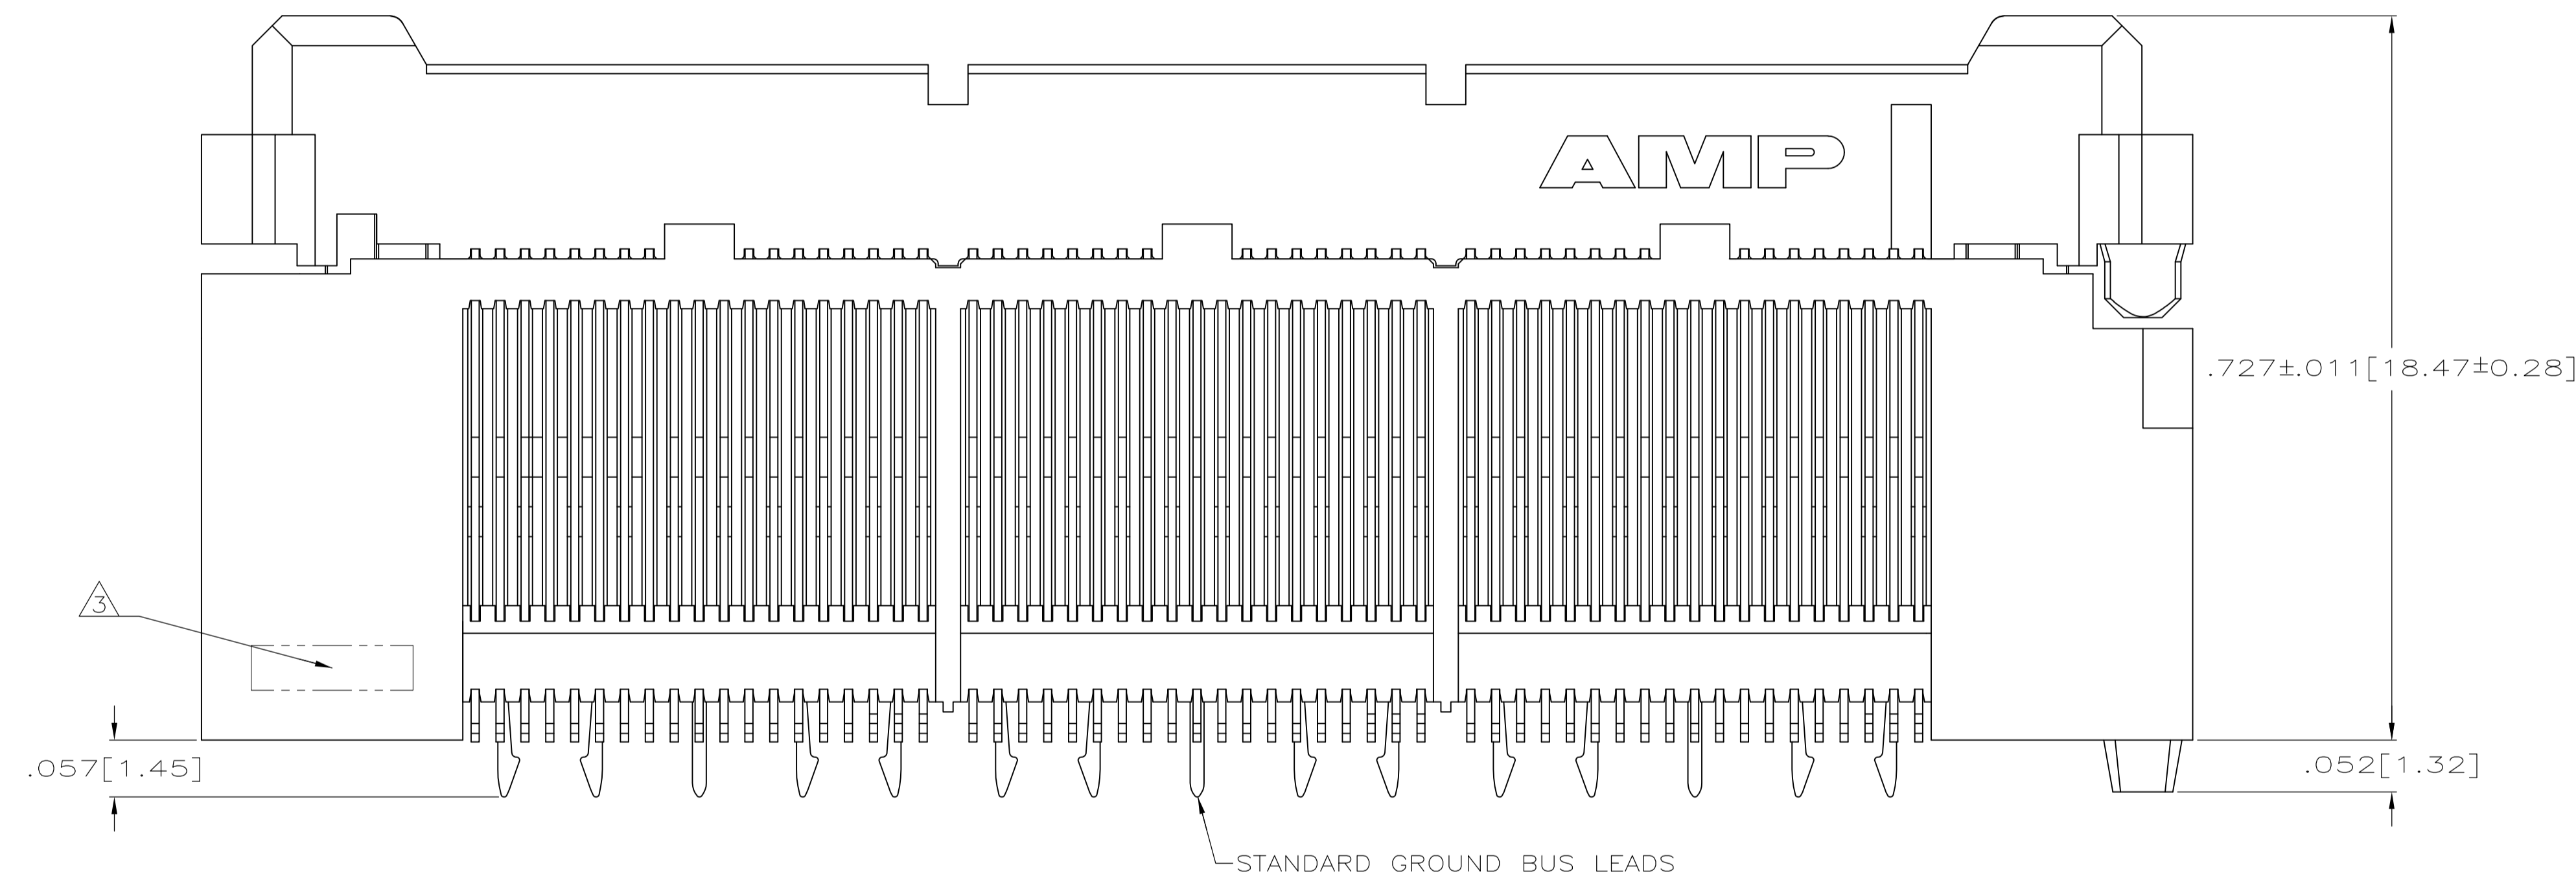 AMP
.727±.011[18.47±0.28]
3
.057[1.45]
.052[1.32]
STANDARD GROUND BUS LEADS